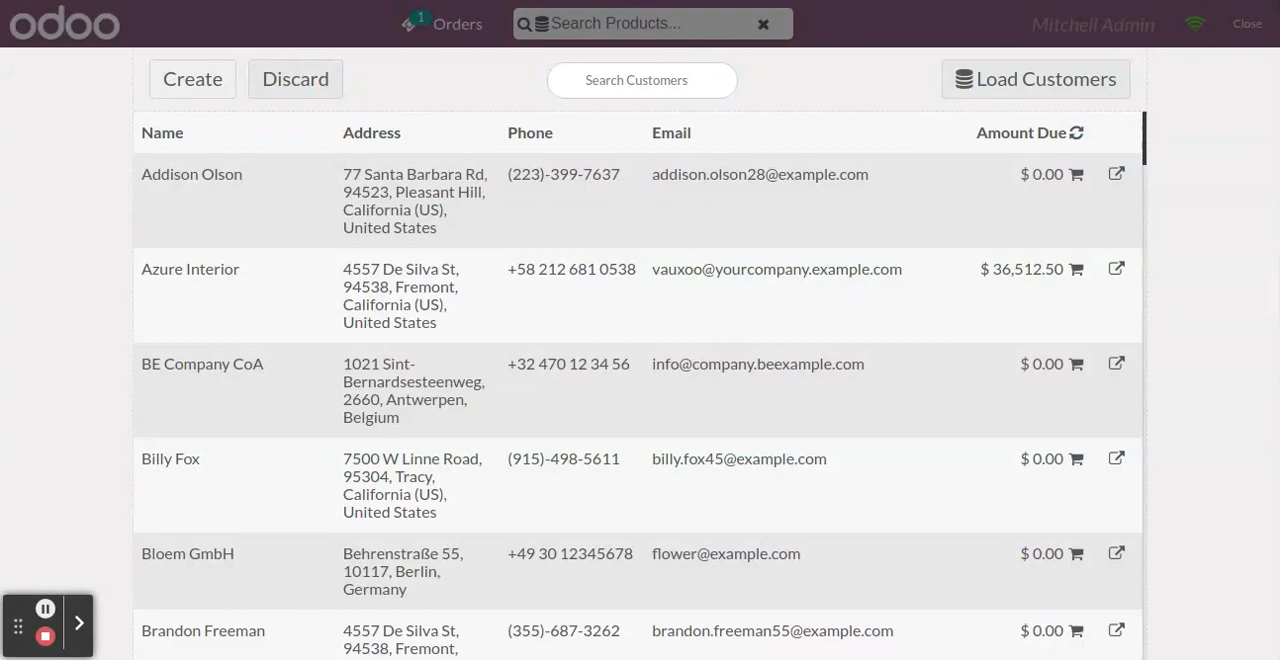 odoo
1 Orders
Search Products...
Mitchell Admin
Close
Create
Discard
Search Customers
Load Customers
Name Address Phone Email Amount Due
Addison Olson
77 Santa Barbara Rd,
94523, Pleasant Hill,
California (US),
United States
(223)-399-7637
addison.olson28@example.com
$ 0.00
Azure Interior
4557 De Silva St,
94538, Fremont,
California (US),
United States
+58 212 681 0538
vauxoo@yourcompany.example.com
$ 36,512.50
BE Company CoA
1021 Sint-
Bernardsesteenweg,
2660, Antwerpen,
Belgium
+32 470 12 34 56
info@company.beexample.com
$ 0.00
Billy Fox
7500 W Linne Road,
95304, Tracy,
California (US),
United States
(915)-498-5611
billy.fox45@example.com
$ 0.00
Bloem GmbH
Behrenstraße 55,
10117, Berlin,
Germany
+49 30 12345678
flower@example.com
$ 0.00
Brandon Freeman
4557 De Silva St,
94538, Fremont,
(355)-687-3262
brandon.freeman55@example.com
$ 0.00